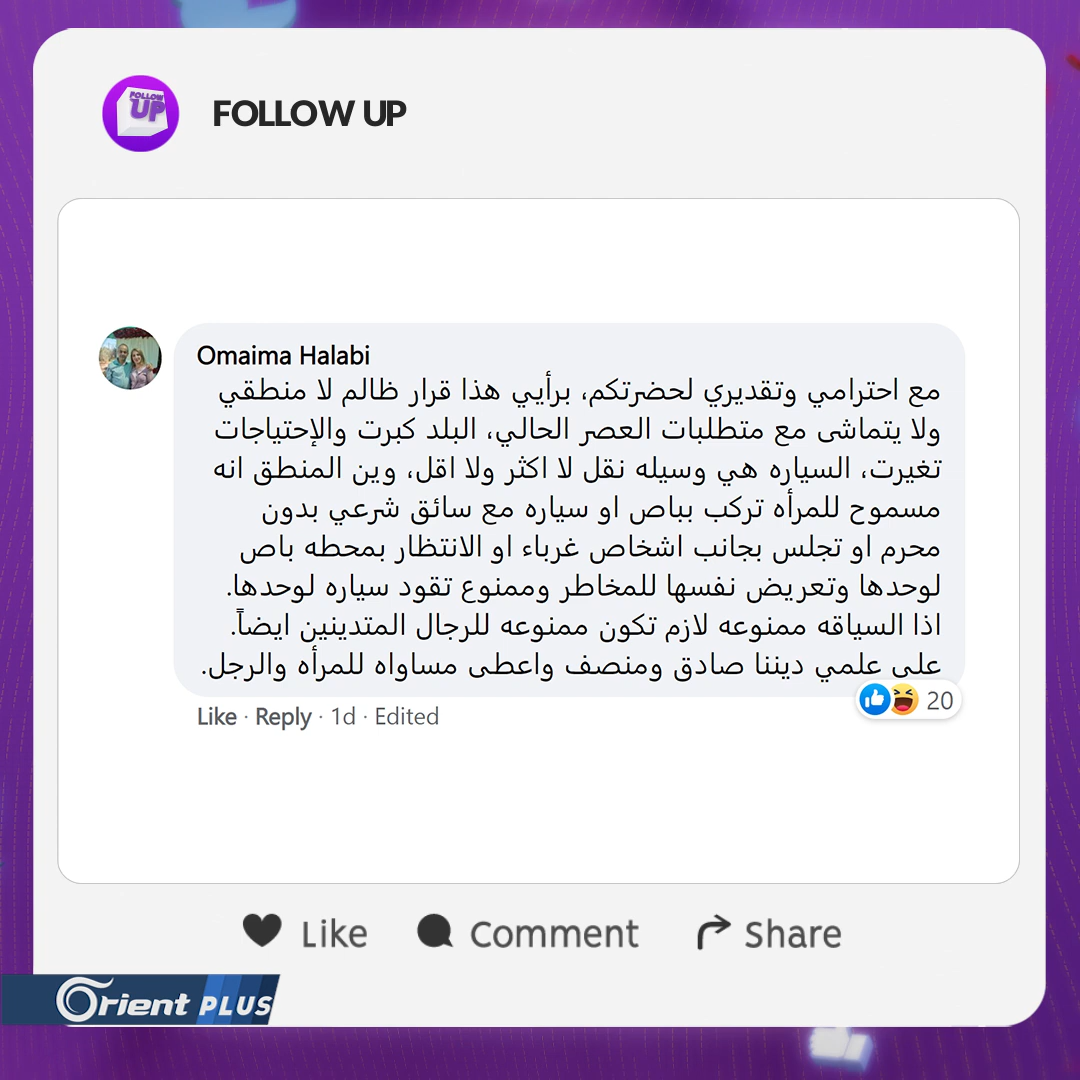 FOLLOW UP
FOLLOW UP
Omaima Halabi
مع احترامي وتقديري لحضرتكم، برأيي هذا قرار ظالم لا منطقي
ولا يتماشى مع متطلبات العصر الحالي، البلد كبرت والإحتياجات
تغيرت، السياره هي وسيله نقل لا اكثر ولا اقل، وين المنطق انه
مسموح للمرأه تركب بباص او سياره مع سائق شرعي بدون
محرم او تجلس بجانب اشخاص غرباء او الانتظار بمحطه باص
لوحدها وتعريض نفسها للمخاطر وممنوع تقود سياره لوحدها.
اذا السياقه ممنوعه لازم تكون ممنوعه للرجال المتدينين ايضاً.
على علمي ديننا صادق ومنصف واعطى مساواه للمرأه والرجل.
20
Like · Reply · 1d · Edited
Like Comment Share
Orient PLUS